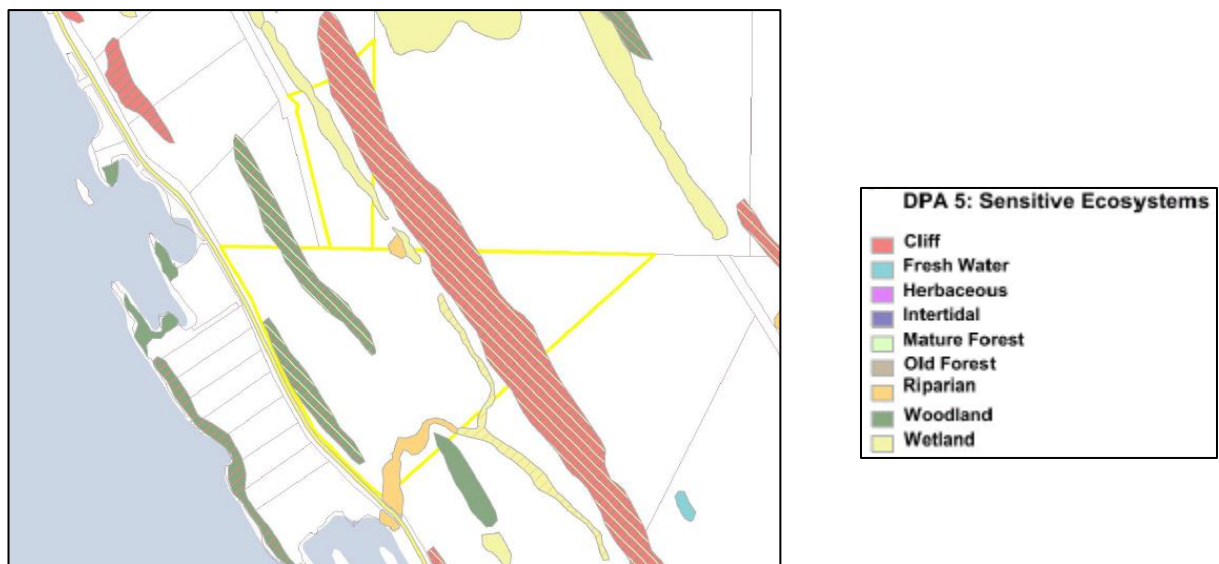 DPA 5: Sensitive Ecosystems
Cliff
Fresh Water
Herbaceous
Intertidal
Mature Forest
Old Forest
Riparian
Woodland
Wetland